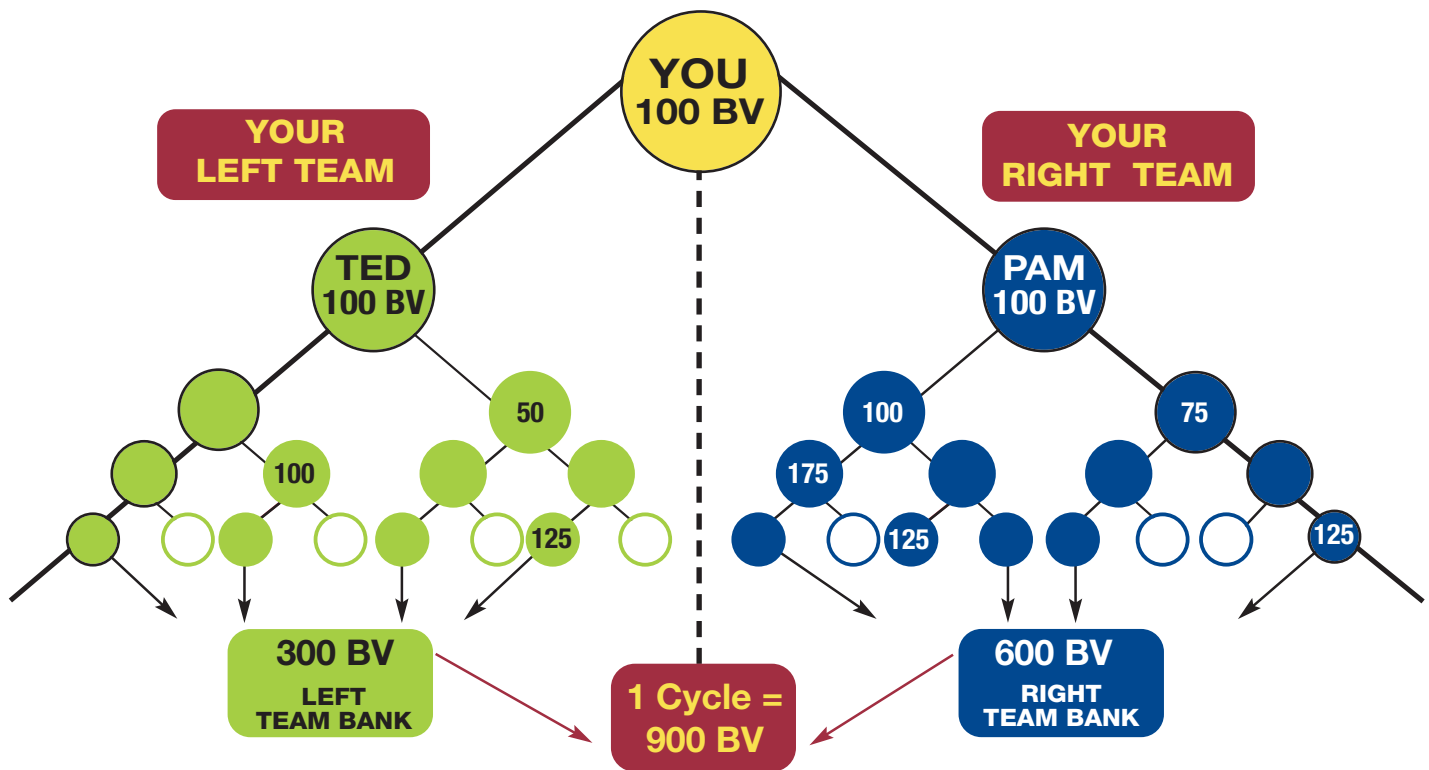 YOU
100 BV
YOUR
LEFT TEAM
YOUR
RIGHT TEAM
TED
100 BV
PAM
100 BV
50
100
75
100
175
125
125
125
300 BV
LEFT
TEAM BANK
1 Cycle =
900 BV
600 BV
RIGHT
TEAM BANK